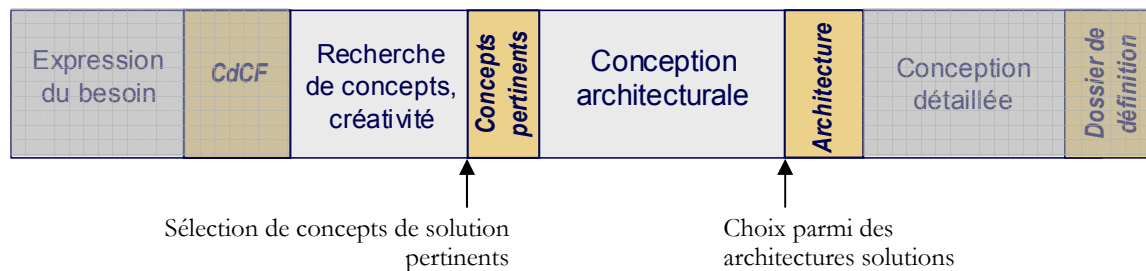 Expression
du besoin
CdCF
Recherche
de concepts,
créativité
Concepts
pertinents
Conception
architecturale
Architecture
Conception
détaillée
Dossier de
définition
Sélection de concepts de solution
pertinents
Choix parmi des
architectures solutions